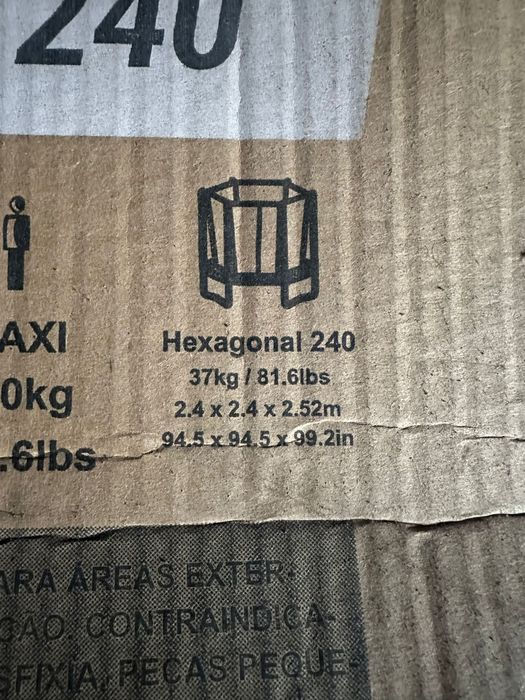 240
AXI
0kg
.6lbs
Hexagonal 240
37kg / 81.6lbs
2.4 x 2.4 x 2.52m
94.5 x 94.5 x 99.2in
ARA ÁREAS EXTER-
ÇAO. CONTRAINDICA-
SFIXIA, PEÇAS PEQUE-